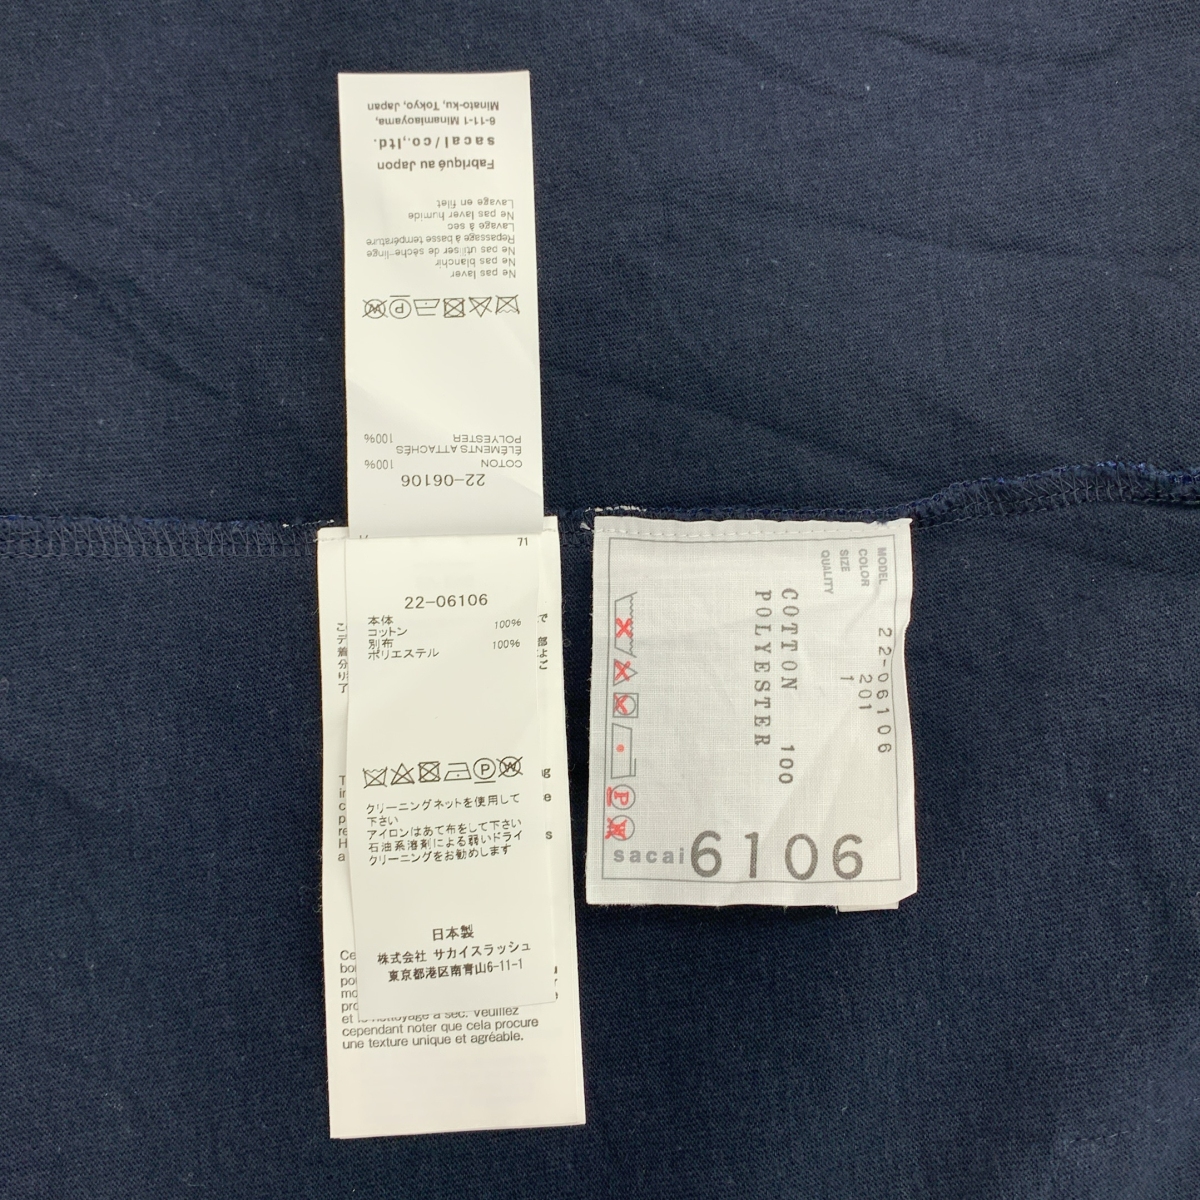 Minato-ku, Tokyo, Japan
6-11-1 Minamiaoyama,
sacai/co.,ltd.
Fabriqué au Japon
Lavage en filet
Ne pas laver humide
Lavage à sec
Repassage à basse température
Ne pas utiliser de sèche-linge
Ne pas blanchir
Ne pas laver
POLYESTER 100%
ÉLÉMENTS ATTACHÉS
COTON 100%
22-06106
71
22-06106
本体
コットン 100%
別布
ポリエステル 100%
クリーニングネットを使用して
下さい
アイロンはあて布をして下さい
石油系溶剤による弱いドライ
クリーニングをお勧めします
日本製
株式会社 サカイスラッシュ
東京都港区南青山6-11-1
et nettoyage à sec. Veuillez
cependant noter que cela procure
une texture unique et agréable.
MODEL 22-06106
COLOR 201
SIZE 1
QUALITY
COTTON 100
POLYESTER
sacai 6106